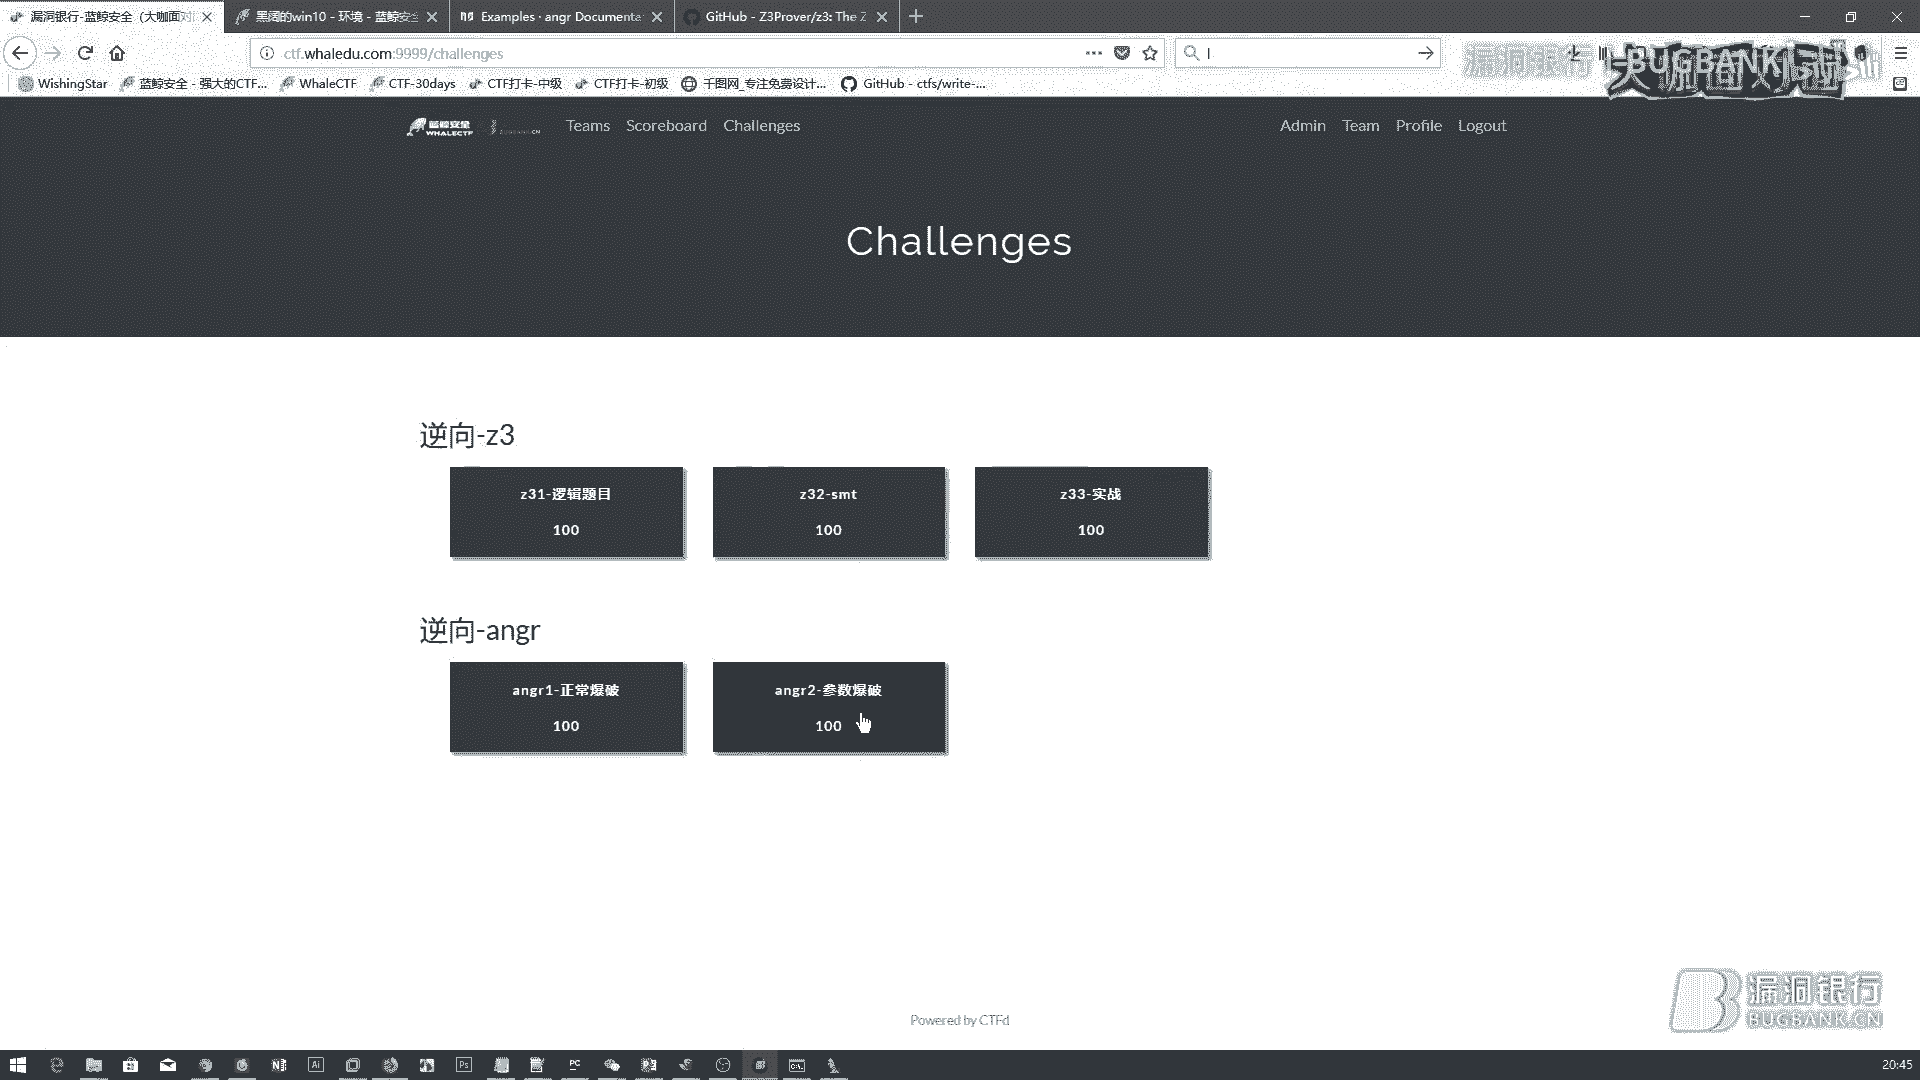 漏洞银行-蓝鲸安全（大咖面对
黑阔的win10 - 环境 - 蓝鲸安全
Examples · angr Documenta
GitHub - Z3Prover/z3: The Z
ctf.whaledu.com:9999/challenges
l
漏洞银行
BUGBANK
WishingStar
蓝鲸安全 - 强大的CTF...
WhaleCTF
CTF-30days
CTF打卡-中级
CTF打卡-初级
千图网_专注免费设计...
GitHub - ctfs/write-...
蓝鲸安全
WHALECTF
Teams
Scoreboard
Challenges
Admin
Team
Profile
Logout
Challenges
逆向-z3
z31-逻辑题目
100
z32-smt
100
z33-实战
100
逆向-angr
angr1-正常爆破
100
angr2-参数爆破
100
漏洞银行
BUGBANK.CN
Powered by CTFd
20:45